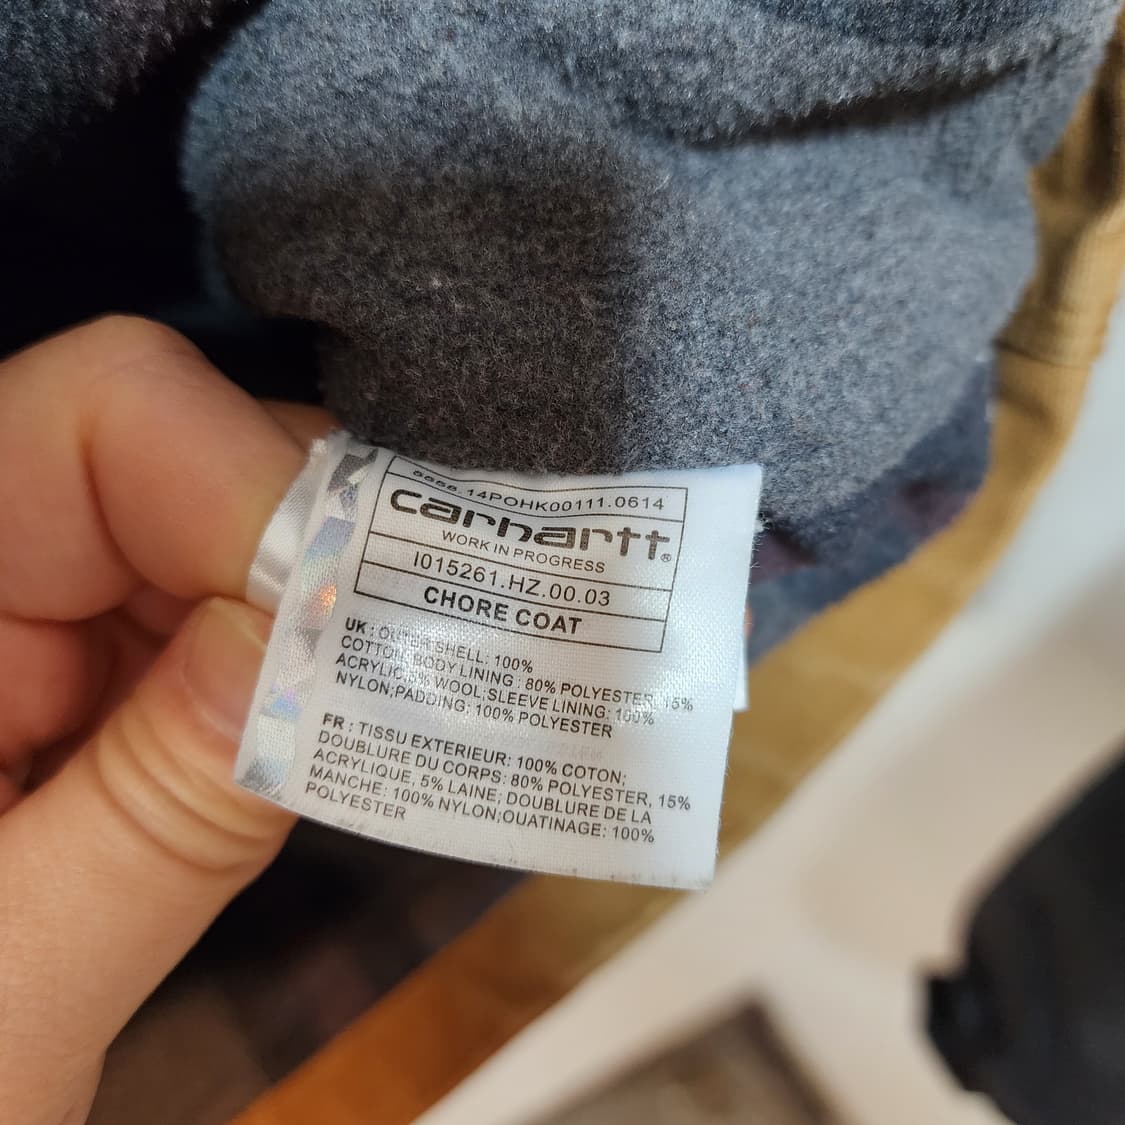 14POHK00111.0614
carhartt®
WORK IN PROGRESS
I015261.HZ.00.03
CHORE COAT
UK : OUTER SHELL: 100%
COTTON; BODY LINING : 80% POLYESTER, 15%
ACRYLIC,5% WOOL;SLEEVE LINING: 100%
NYLON;PADDING: 100% POLYESTER
FR : TISSU EXTERIEUR: 100% COTON;
DOUBLURE DU CORPS: 80% POLYESTER, 15%
ACRYLIQUE, 5% LAINE; DOUBLURE DE LA
MANCHE: 100% NYLON;OUATINAGE: 100%
POLYESTER